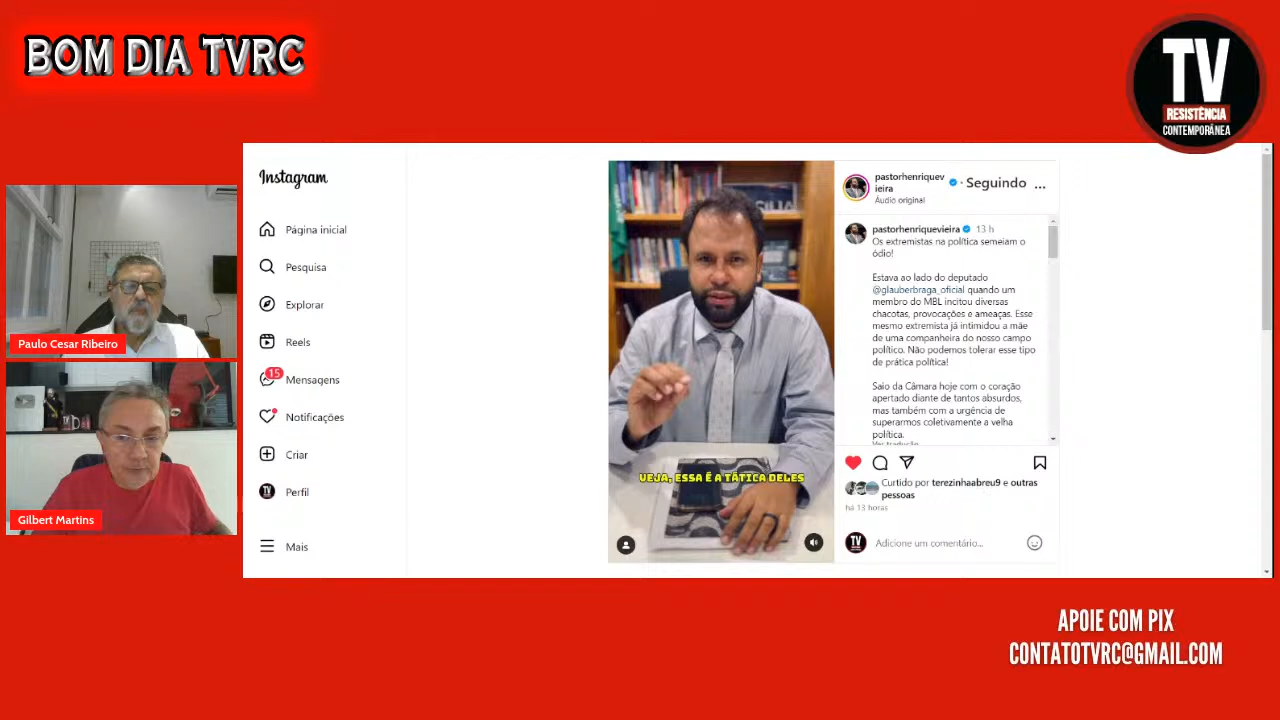 BOM DIA TVRC
TV
RESISTÊNCIA
CONTEMPORÂNEA
Instagram
Página inicial
Pesquisa
Explorar
Reels
15
Mensagens
Notificações
Criar
Perfil
Mais
Paulo Cesar Ribeiro
Gilbert Martins
VEJA, ESSA É A TÁTICA DELES
pastorhenriquev
ieira
· Seguindo
...
Áudio original
pastorhenriquevieira 13 h
Os extremistas na política semeiam o
ódio!
Estava ao lado do deputado
@glauberbraga_oficial quando um
membro do MBL incitou diversas
chacotas, provocações e ameaças. Esse
mesmo extremista já intimidou a mãe
de uma companheira do nosso campo
político. Não podemos tolerar esse tipo
de prática política!
Saio da Câmara hoje com o coração
apertado diante de tantos absurdos,
mas também com a urgência de
superarmos coletivamente a velha
política.
Ver tradução
Curtido por terezinhaabreu9 e outras
pessoas
há 13 horas
TV
Adicione um comentário...
APOIE COM PIX
CONTATOTVRC@GMAIL.COM